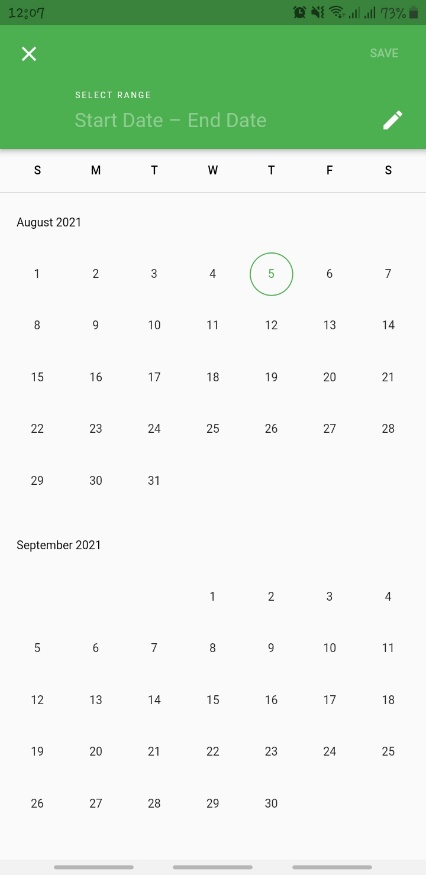 12:07 73%
SAVE
SELECT RANGE
Start Date – End Date
S M T W T F S
August 2021
1 2 3 4 5 6 7
8 9 10 11 12 13 14
15 16 17 18 19 20 21
22 23 24 25 26 27 28
29 30 31
September 2021
1 2 3 4
5 6 7 8 9 10 11
12 13 14 15 16 17 18
19 20 21 22 23 24 25
26 27 28 29 30